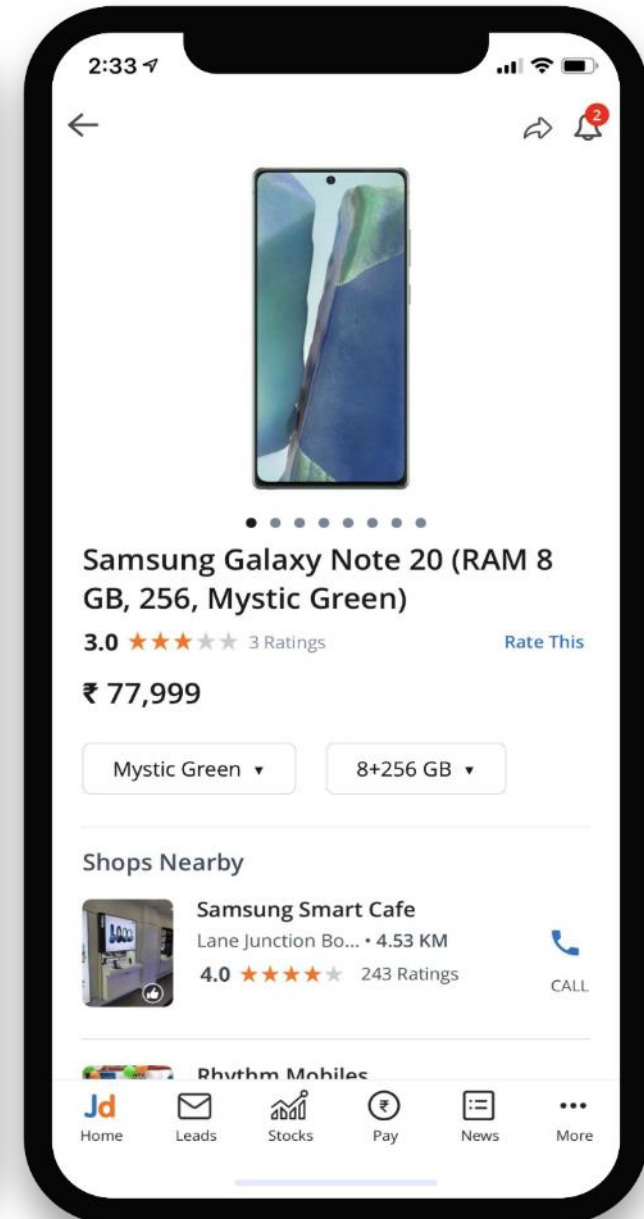 2:33
2
Samsung Galaxy Note 20 (RAM 8
GB, 256, Mystic Green)
3.0 3 Ratings Rate This
₹ 77,999
Mystic Green ▾ 8+256 GB ▾
Shops Nearby
Samsung Smart Cafe
Lane Junction Bo... • 4.53 KM
4.0 243 Ratings
CALL
Rhythm Mobiles
Jd
Home Leads Stocks Pay News More